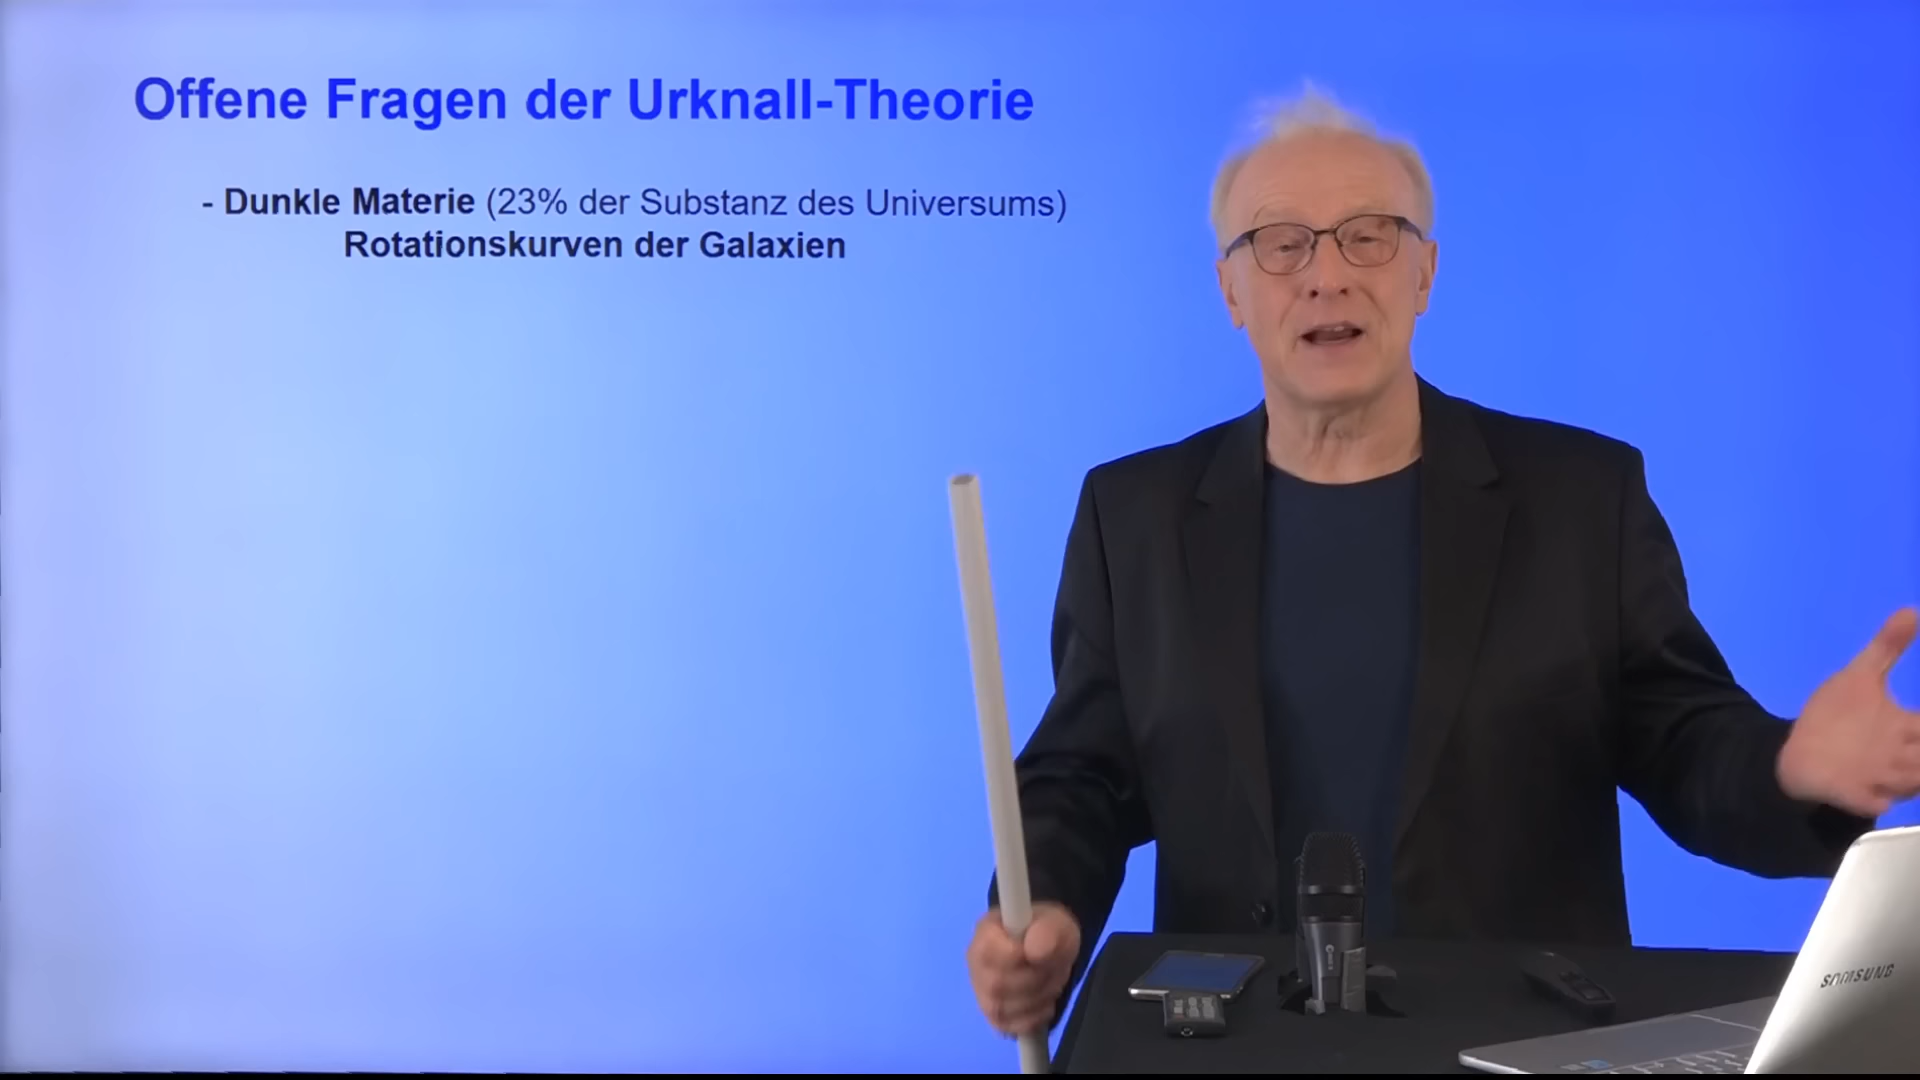 Offene Fragen der Urknall-Theorie
- Dunkle Materie (23% der Substanz des Universums)
Rotationskurven der Galaxien
SAMSUNG